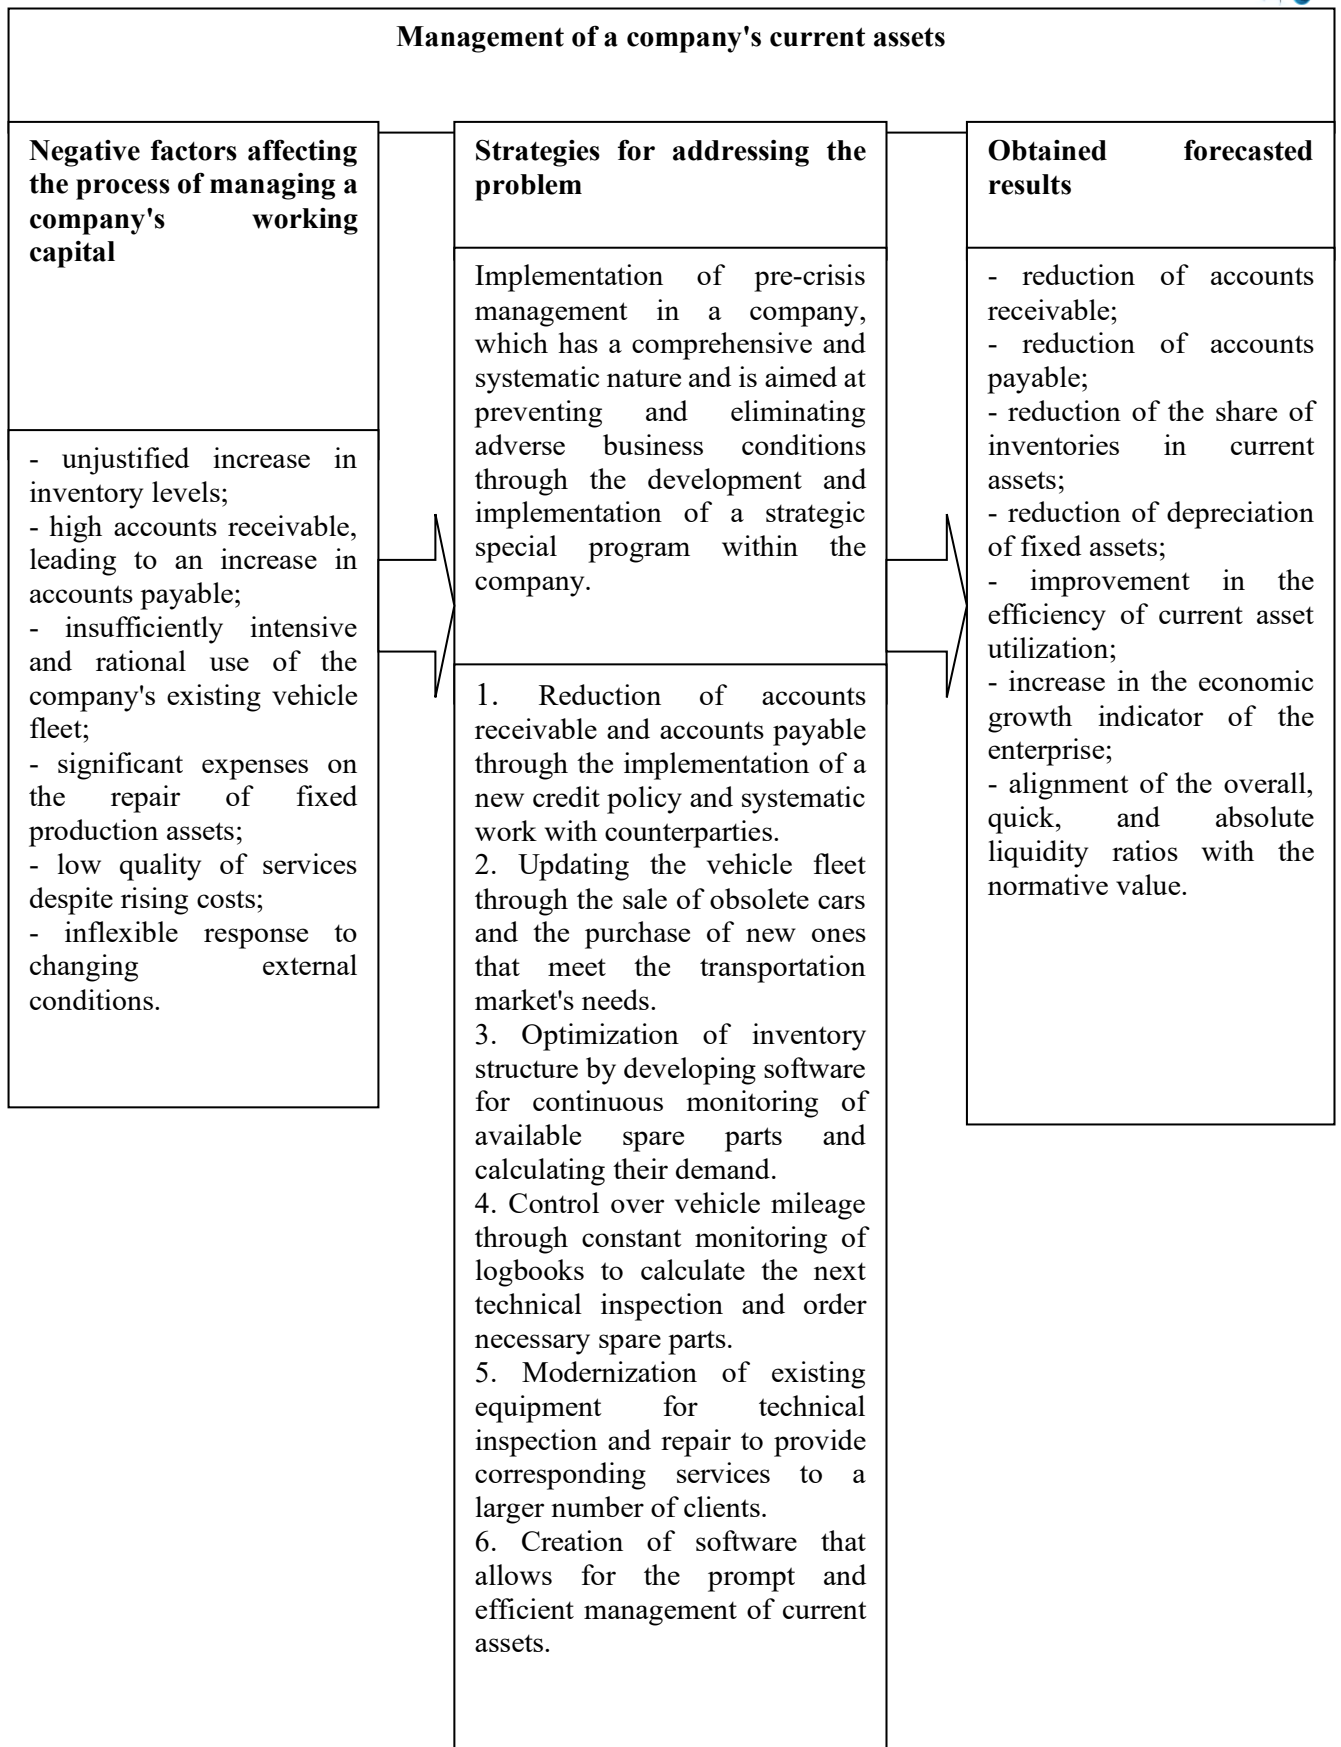 Management of a company's current assets
Negative factors affecting
the process of managing a
company's working
capital
- unjustified increase in
inventory levels;
- high accounts receivable,
leading to an increase in
accounts payable;
- insufficiently intensive
and rational use of the
company's existing vehicle
fleet;
- significant expenses on
the repair of fixed
production assets;
- low quality of services
despite rising costs;
- inflexible response to
changing external
conditions.
Strategies for addressing the
problem
Implementation of pre-crisis
management in a company,
which has a comprehensive and
systematic nature and is aimed at
preventing and eliminating
adverse business conditions
through the development and
implementation of a strategic
special program within the
company.
1. Reduction of accounts
receivable and accounts payable
through the implementation of a
new credit policy and systematic
work with counterparties.
2. Updating the vehicle fleet
through the sale of obsolete cars
and the purchase of new ones
that meet the transportation
market's needs.
3. Optimization of inventory
structure by developing software
for continuous monitoring of
available spare parts and
calculating their demand.
4. Control over vehicle mileage
through constant monitoring of
logbooks to calculate the next
technical inspection and order
necessary spare parts.
5. Modernization of existing
equipment for technical
inspection and repair to provide
corresponding services to a
larger number of clients.
6. Creation of software that
allows for the prompt and
efficient management of current
assets.
Obtained forecasted
results
- reduction of accounts
receivable;
- reduction of accounts
payable;
- reduction of the share of
inventories in current
assets;
- reduction of depreciation
of fixed assets;
- improvement in the
efficiency of current asset
utilization;
- increase in the economic
growth indicator of the
enterprise;
- alignment of the overall,
quick, and absolute
liquidity ratios with the
normative value.